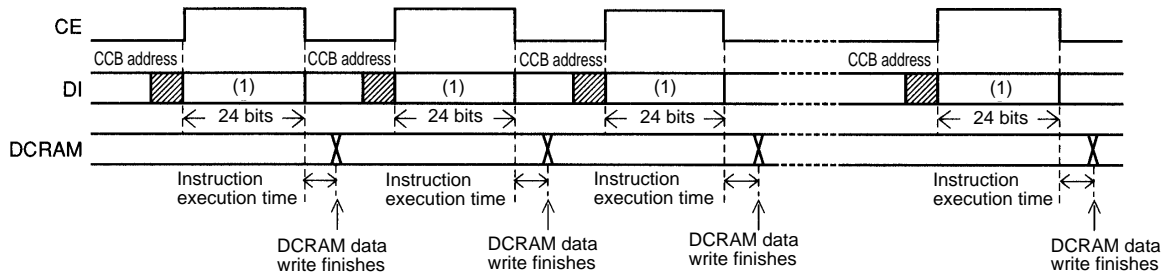 CE
CCB address CCB address CCB address CCB address
DI (1) (1) (1) (1)
24 bits 24 bits 24 bits 24 bits
DCRAM
Instruction Instruction Instruction Instruction
execution time execution time execution time execution time
DCRAM data DCRAM data DCRAM data DCRAM data
write finishes write finishes write finishes write finishes